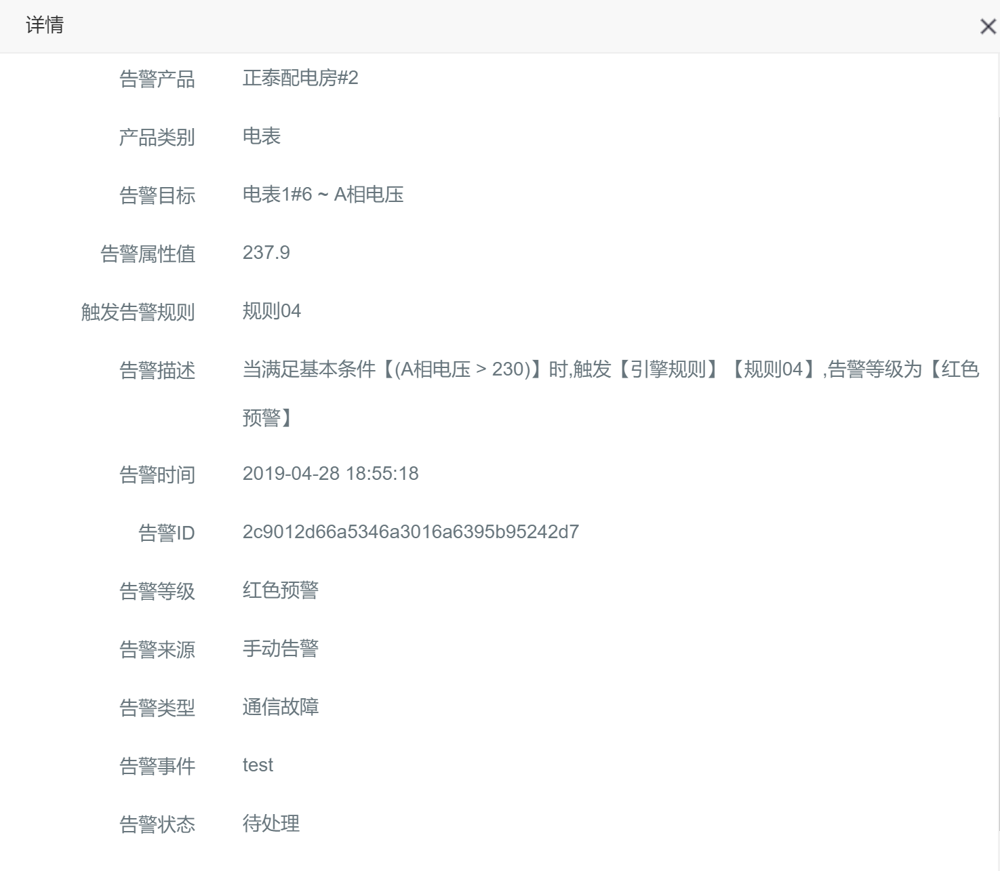 详情
告警产品 正泰配电房#2
产品类别 电表
告警目标 电表1#6 ~ A相电压
告警属性值 237.9
触发告警规则 规则04
告警描述 当满足基本条件【(A相电压 > 230)】时,触发【引擎规则】【规则04】,告警等级为【红色
预警】
告警时间 2019-04-28 18:55:18
告警ID 2c9012d66a5346a3016a6395b95242d7
告警等级 红色预警
告警来源 手动告警
告警类型 通信故障
告警事件 test
告警状态 待处理